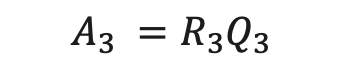 A₃ = R₃Q₃